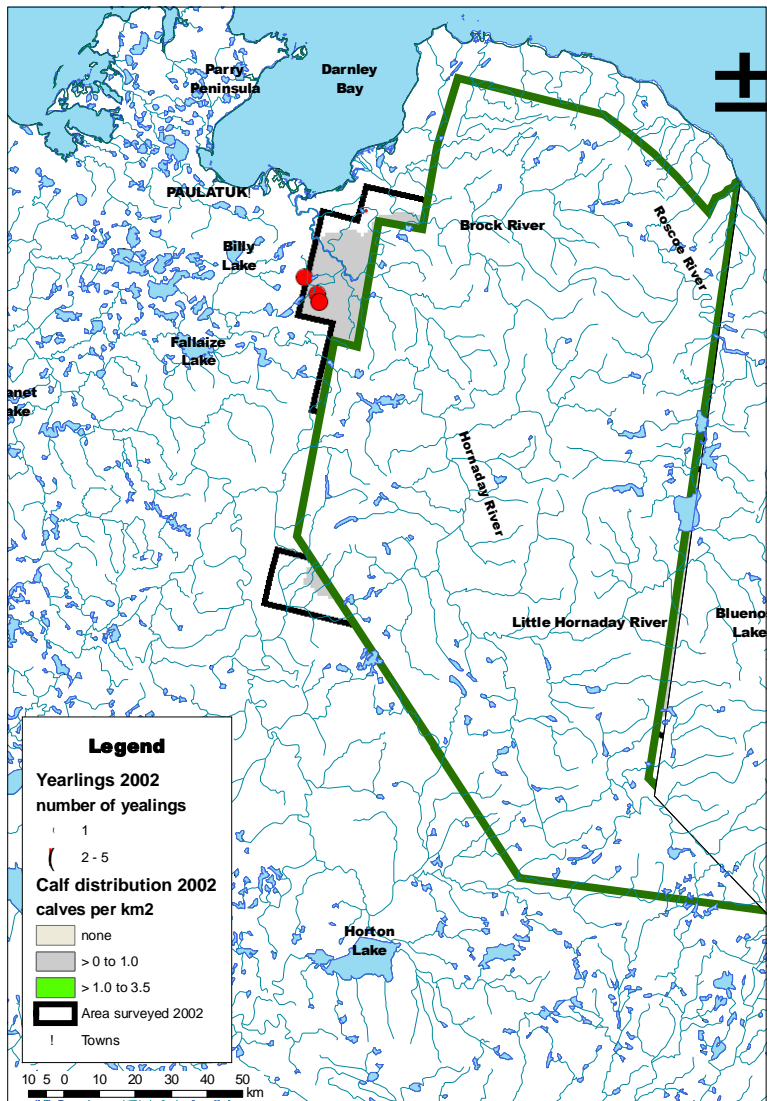 Parry
Peninsula
Darnley
Bay
PAULATUK!
Brock River
Roscoe River
Billy
Lake
Fallaize
Lake
anet
ake
Hornaday River
Little Hornaday River
Blueno
Lake
Horton
Lake
Legend
Yearlings 2002
number of yealings
1
2 - 5
Calf distribution 2002
calves per km2
none
> 0 to 1.0
> 1.0 to 3.5
Area surveyed 2002
! Towns
10 5 0 10 20 30 40 50
km